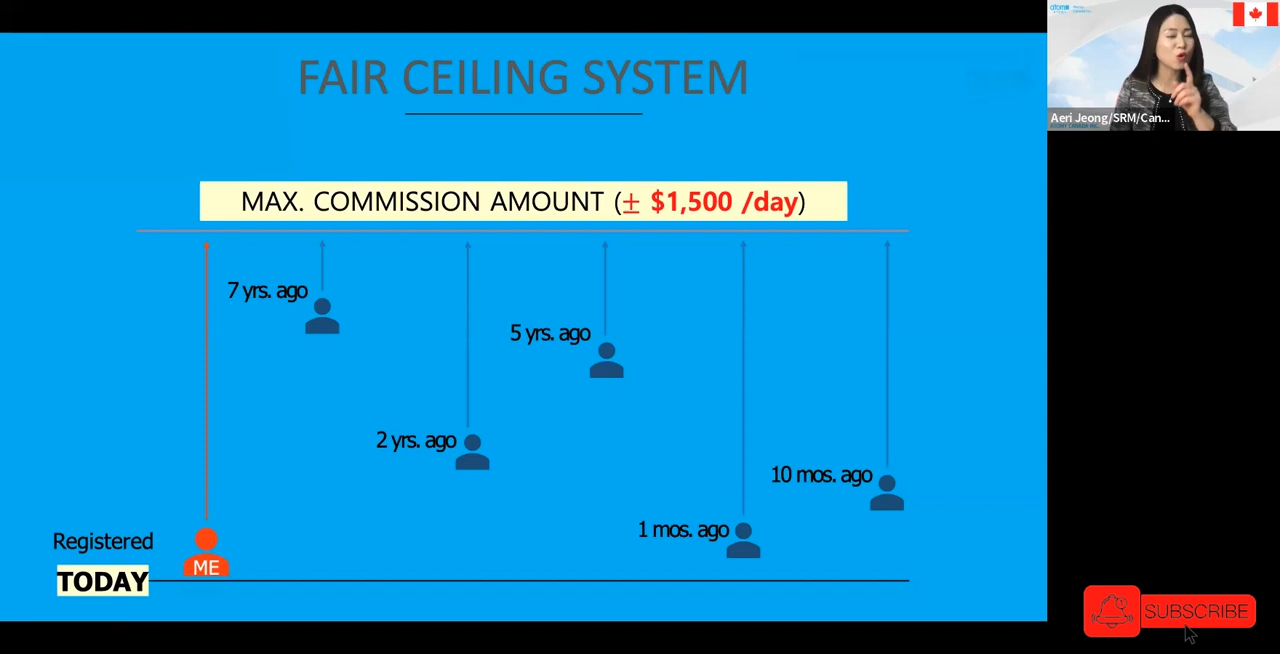 FAIR CEILING SYSTEM
MAX. COMMISSION AMOUNT (± $1,500 /day)
7 yrs. ago
5 yrs. ago
2 yrs. ago
10 mos. ago
1 mos. ago
Registered
ME
TODAY
Aeri Jeong/SRM/Can...
SUBSCRIBE